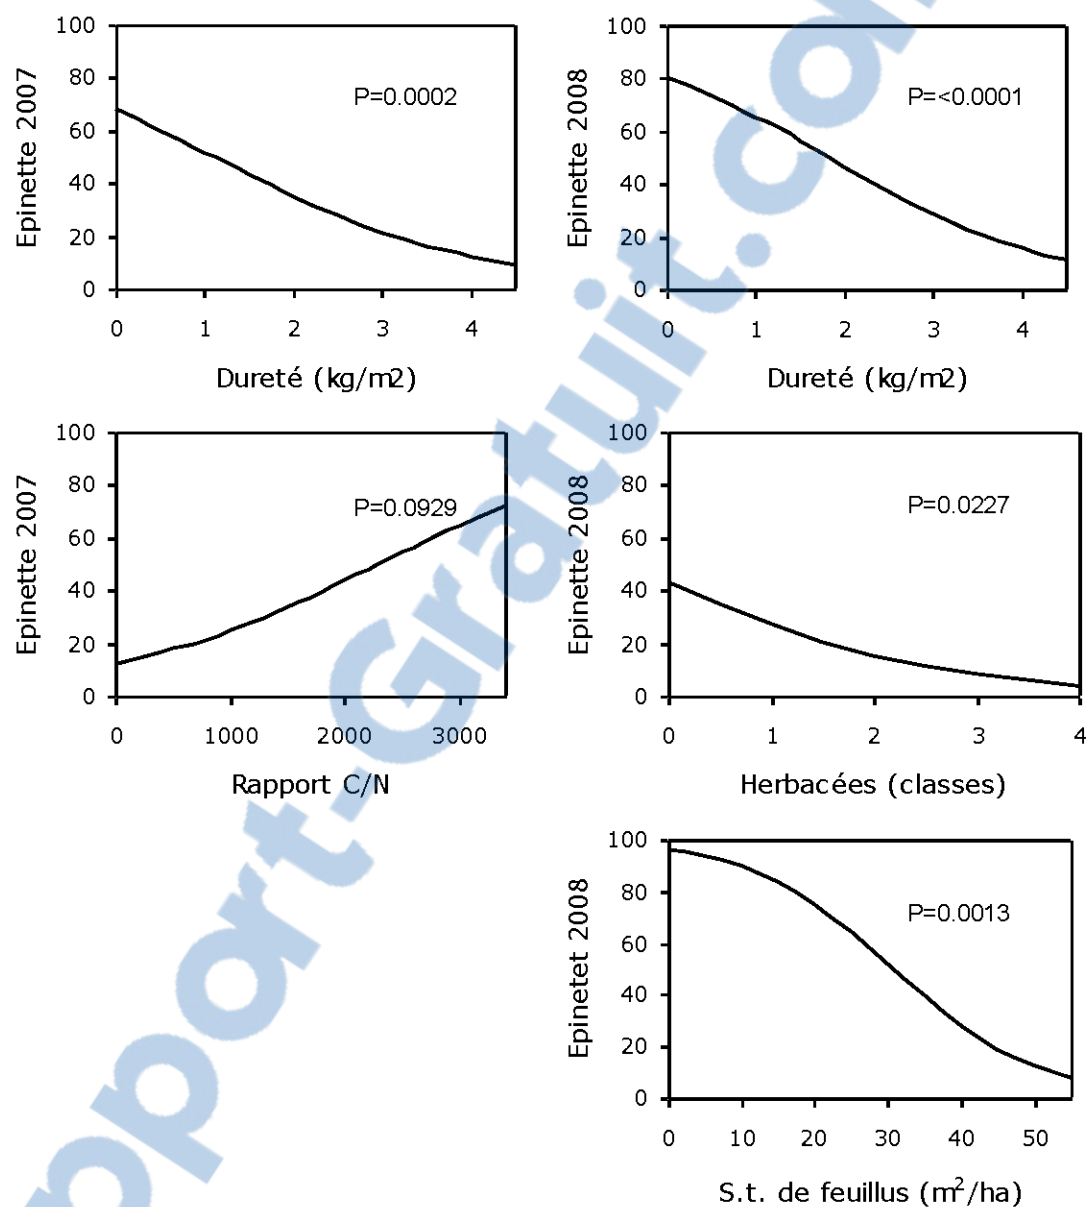 100
80
60
40
20
0
Epinette 2007
P=0.0002
0 1 2 3 4
Dureté (kg/m2)
100
80
60
40
20
0
Epinette 2008
P=<0.0001
0 1 2 3 4
Dureté (kg/m2)
100
80
60
40
20
0
Epinette 2007
P=0.0929
0 1000 2000 3000
Rapport C/N
100
80
60
40
20
0
Epinette 2008
P=0.0227
0 1 2 3 4
Herbacées (classes)
100
80
60
40
20
0
Epinetet 2008
P=0.0013
0 10 20 30 40 50
S.t. de feuillus (m²/ha)
pport-Gratuit.com